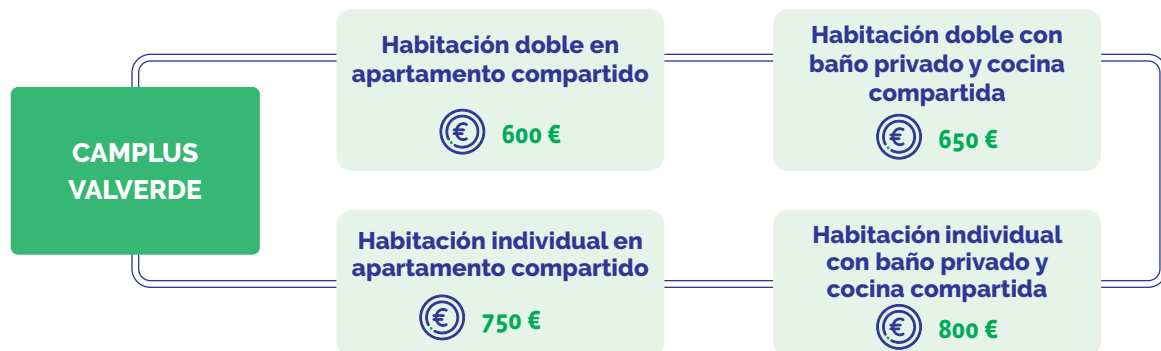 CAMPLUS
VALVERDE
Habitación doble en
apartamento compartido
€ 600 €
Habitación doble con
baño privado y cocina
compartida
€ 650 €
Habitación individual en
apartamento compartido
€ 750 €
Habitación individual
con baño privado y
cocina compartida
€ 800 €